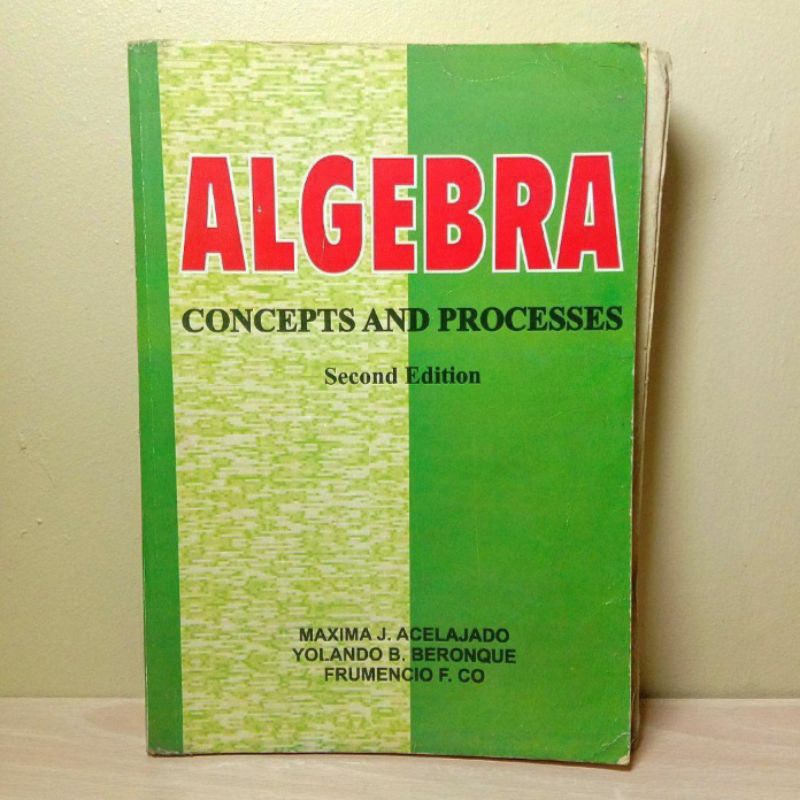 ALGEBRA
CONCEPTS AND PROCESSES
Second Edition
MAXIMA J. ACELAJADO
YOLANDO B. BERONQUE
FRUMENCIO F. CO